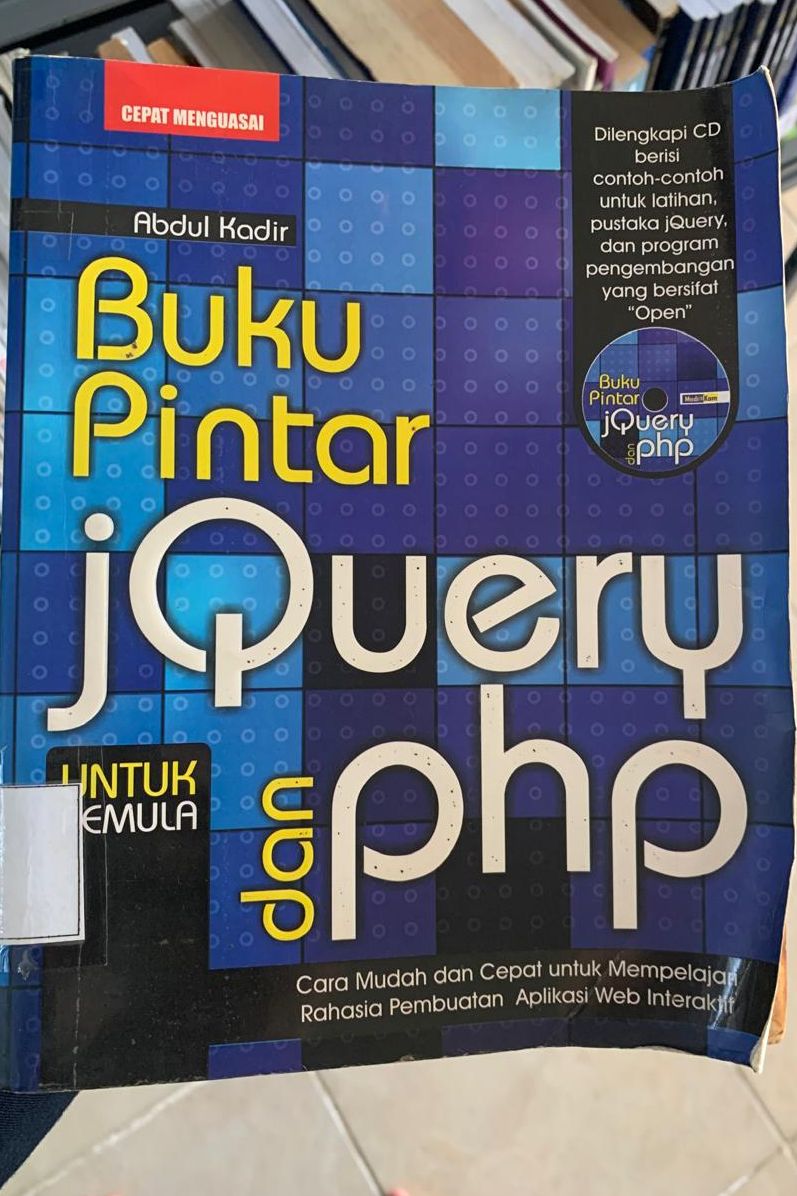 CEPAT MENGUASAI
Abdul Kadir
Dilengkapi CD
berisi
contoh-contoh
untuk latihan,
pustaka jQuery,
dan program
pengembangan
yang bersifat
"Open"
Buku
Pintar
MediaKom
jQuery
dan php
Buku
Pintar
jQuery
dan php
UNTUK
EMULA
Cara Mudah dan Cepat untuk Mempelajari
Rahasia Pembuatan Aplikasi Web Interaktif